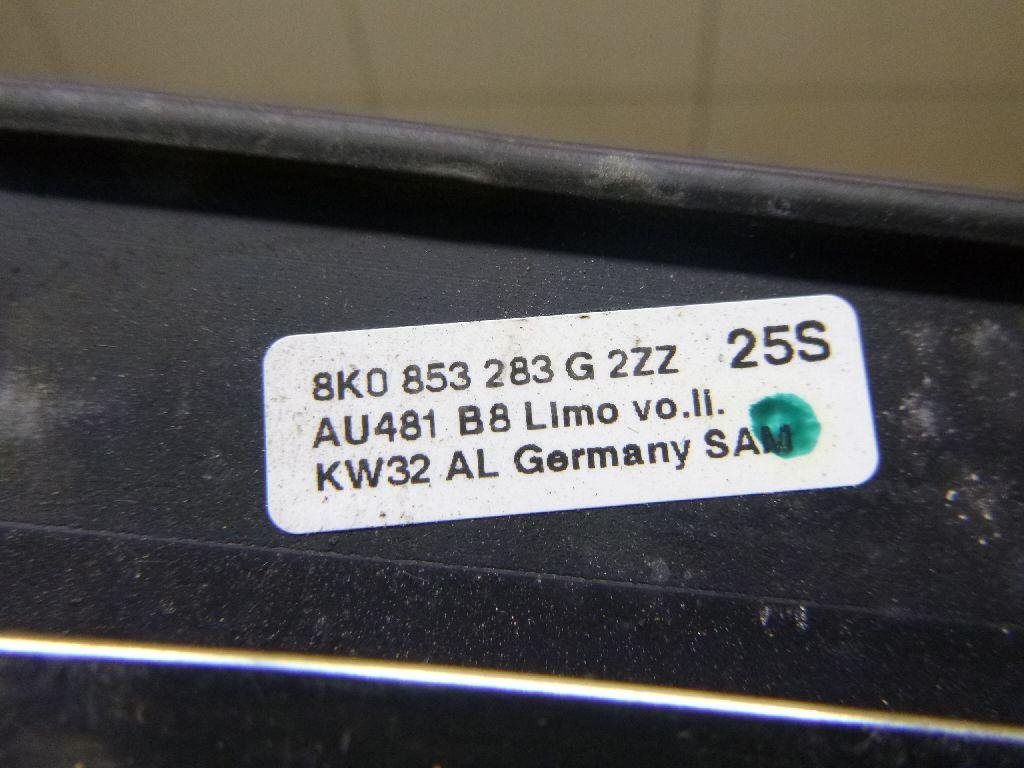 8K0 853 283 G 2ZZ 25S
AU481 B8 Limo vo.li.
KW32 AL Germany SAM